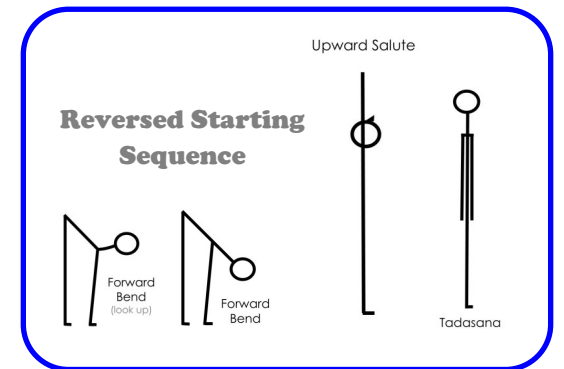 Upward Salute
Reversed Starting
Sequence
Forward
Bend
(look up)
Forward
Bend
Tadasana